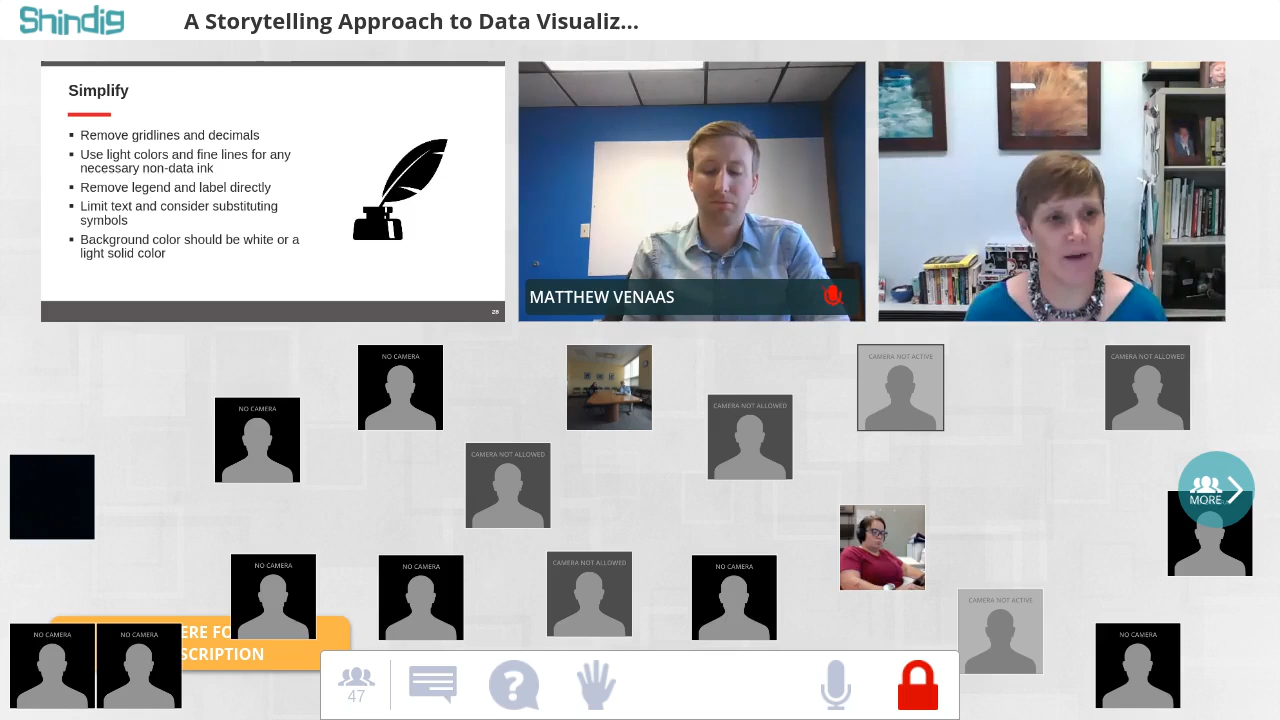 Shindig
A Storytelling Approach to Data Visualiz...
Simplify
Remove gridlines and decimals
Use light colors and fine lines for any
necessary non-data ink
Remove legend and label directly
Limit text and consider substituting
symbols
Background color should be white or a
light solid color
28
MATTHEW VENAAS
NO CAMERA
CAMERA NOT ACTIVE
CAMERA NOT ALLOWED
NO CAMERA
CAMERA NOT ALLOWED
CAMERA NOT ALLOWED
MORE
NO CAMERA
NO CAMERA
CAMERA NOT ALLOWED
NO CAMERA
CAMERA NOT ACTIVE
NO CAMERA
NO CAMERA
ERE FO
SCRIPTION
NO CAMERA
47
?